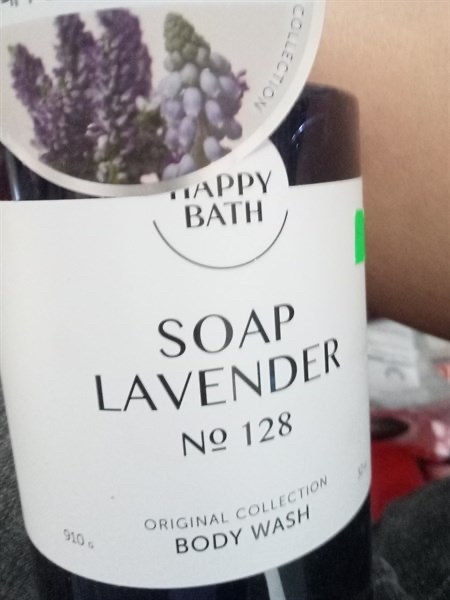 COLLECTION
HAPPY
BATH
SOAP
LAVENDER
Nº 128
ORIGINAL COLLECTION
BODY WASH
910 G